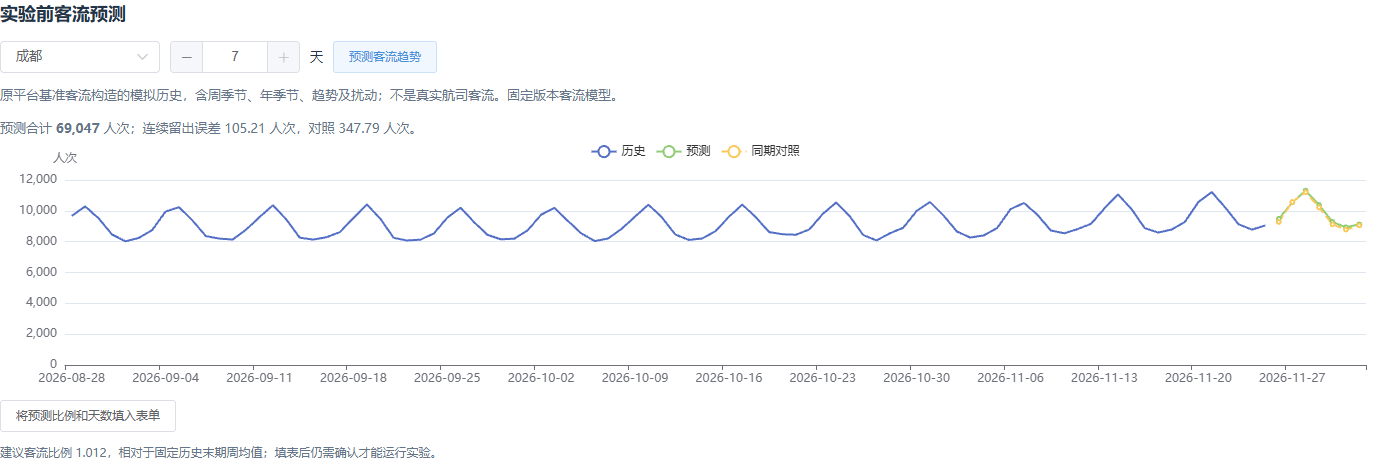 实验前客流预测
成都 — 7 + 天 预测客流趋势
原平台基准客流构造的模拟历史，含周季节、年季节、趋势及扰动；不是真实航司客流。固定版本客流模型。
预测合计 69,047 人次；连续留出误差 105.21 人次，对照 347.79 人次。
历史 预测 同期对照
人次
12,000
10,000
8,000
6,000
4,000
2,000
0
2026-08-28 2026-09-04 2026-09-11 2026-09-18 2026-09-25 2026-10-02 2026-10-09 2026-10-16 2026-10-23 2026-10-30 2026-11-06 2026-11-13 2026-11-20 2026-11-27
将预测比例和天数填入表单
建议客流比例 1.012，相对于固定历史末期周均值；填表后仍需确认才能运行实验。